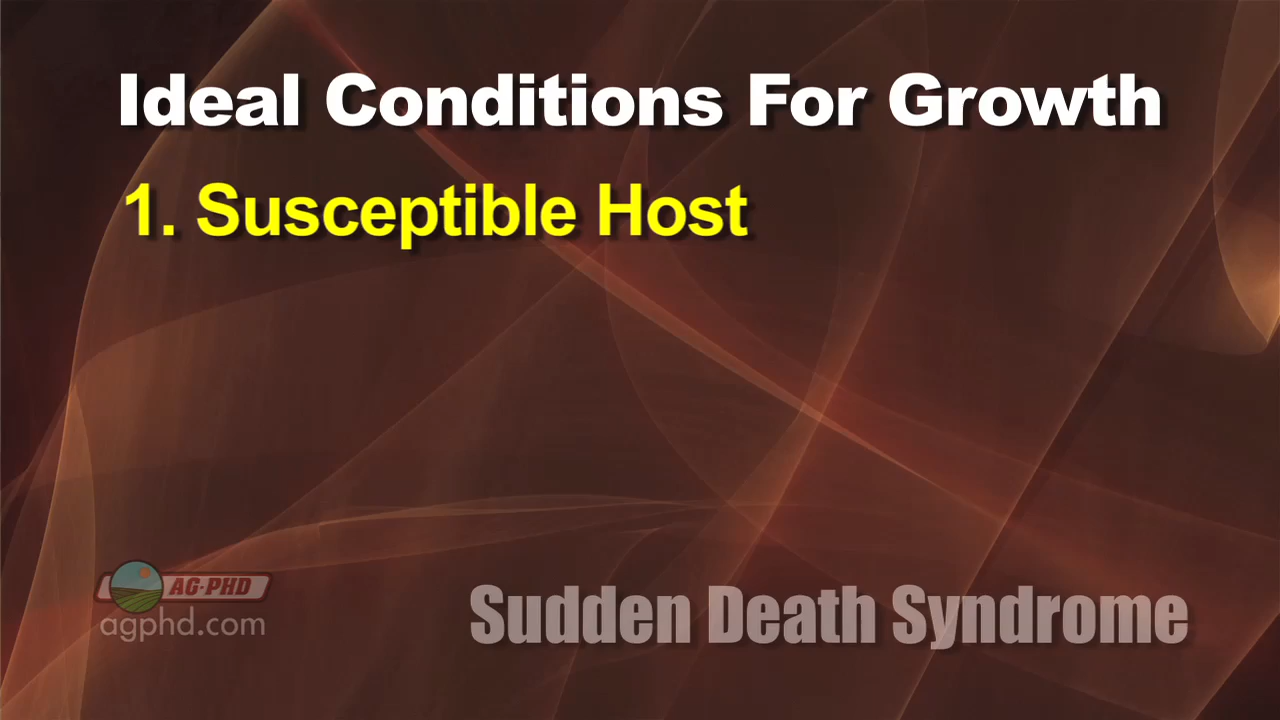 Ideal Conditions For Growth
1. Susceptible Host
AG·PHD
agphd.com
Sudden Death Syndrome